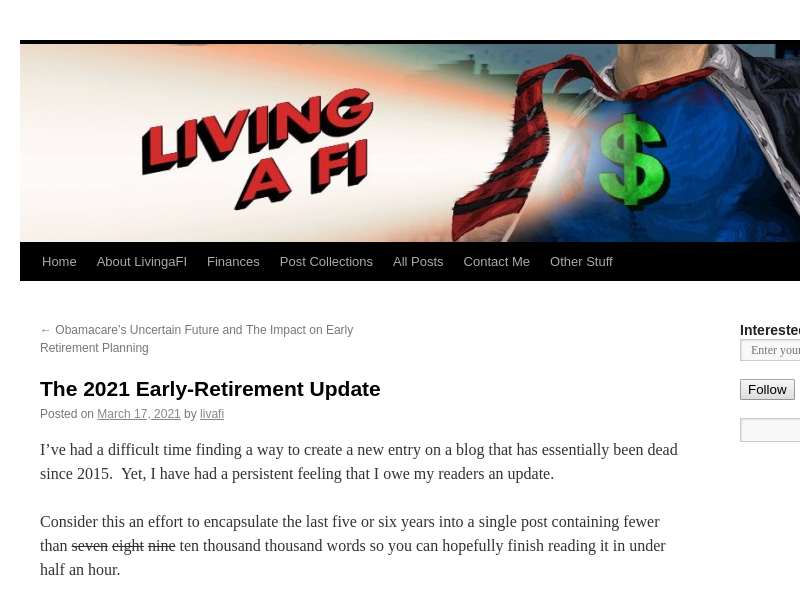 LIVING
A FI
$
Home About LivingaFI Finances Post Collections All Posts Contact Me Other Stuff
← Obamacare's Uncertain Future and The Impact on Early
Retirement Planning
The 2021 Early-Retirement Update
Posted on March 17, 2021 by livafi
I've had a difficult time finding a way to create a new entry on a blog that has essentially been dead
since 2015.  Yet, I have had a persistent feeling that I owe my readers an update.
Consider this an effort to encapsulate the last five or six years into a single post containing fewer
than seven eight nine ten thousand thousand words so you can hopefully finish reading it in under
half an hour.
Interested
Enter your
Follow